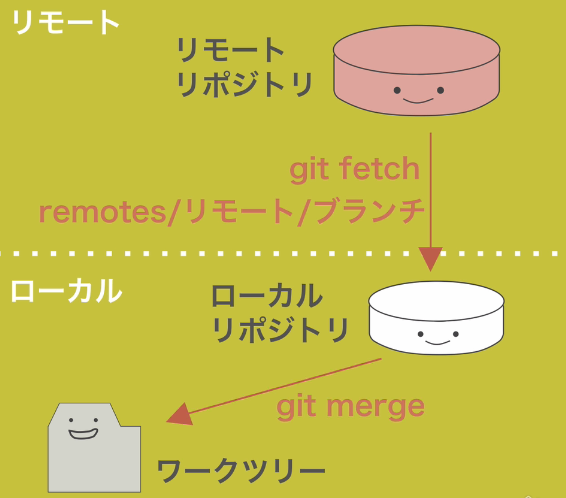 リモート
リモート
リポジトリ
git fetch
remotes/リモート/ブランチ
ローカル
ローカル
リポジトリ
git merge
ワークツリー